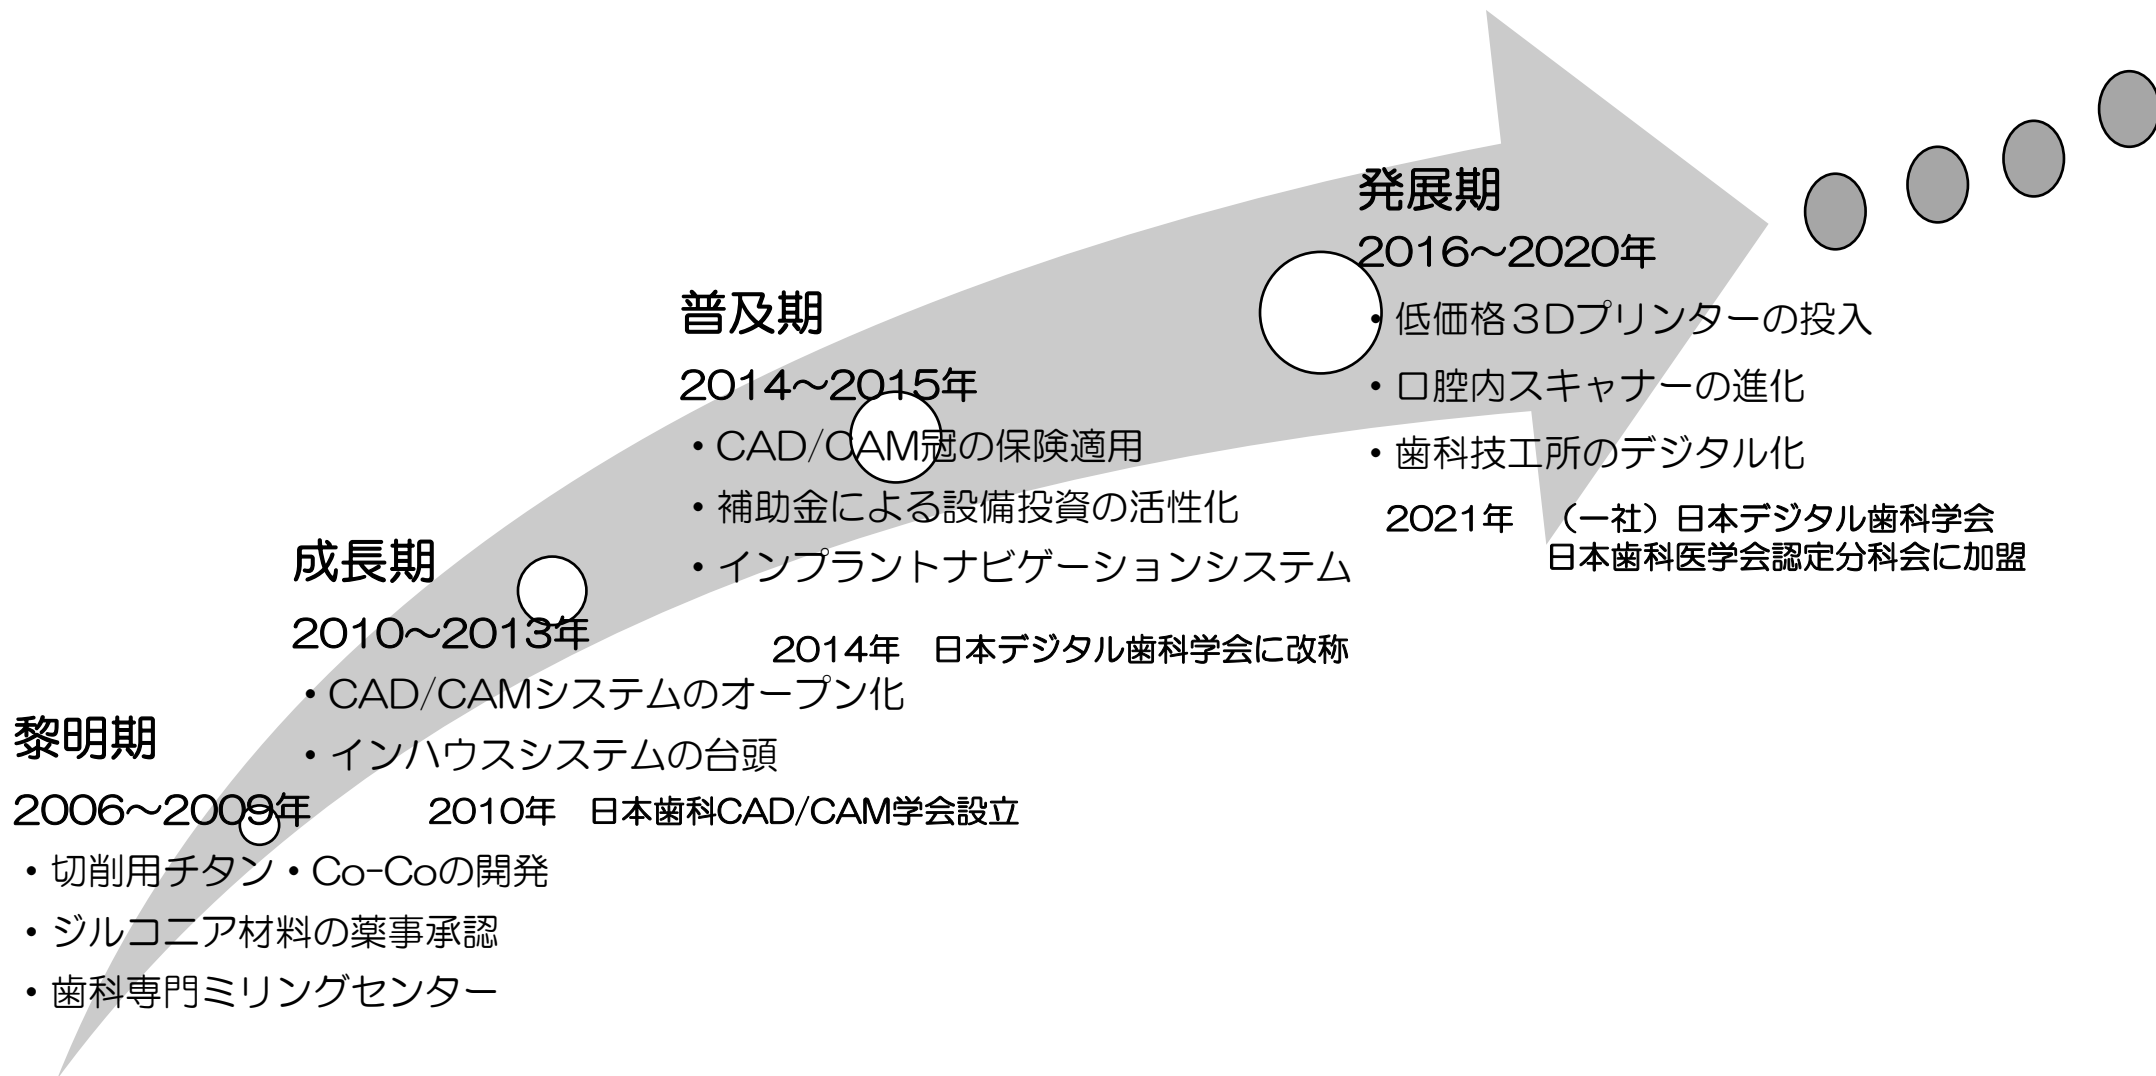 黎明期
2006～2009年
・切削用チタン・Co-Coの開発
・ジルコニア材料の薬事承認
・歯科専門ミリングセンター
成長期
2010～2013年
・CAD/CAMシステムのオープン化
・インハウスシステムの台頭
2010年　日本歯科CAD/CAM学会設立
普及期
2014～2015年
・CAD/CAM冠の保険適用
・補助金による設備投資の活性化
・インプラントナビゲーションシステム
2014年　日本デジタル歯科学会に改称
発展期
2016～2020年
・低価格３Dプリンターの投入
・口腔内スキャナーの進化
・歯科技工所のデジタル化
2021年　（一社）日本デジタル歯科学会
日本歯科医学会認定分科会に加盟